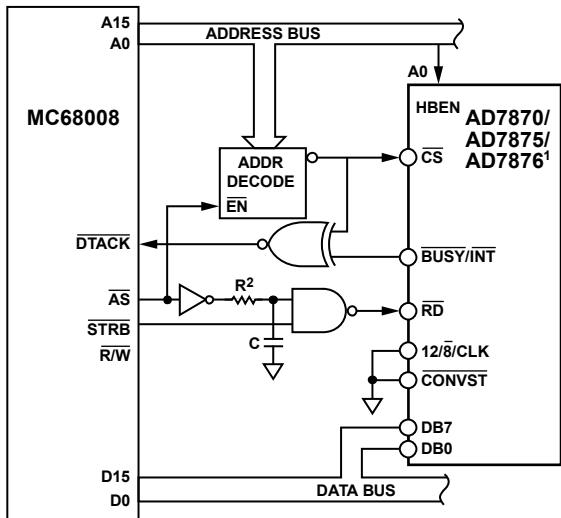 A15
A0
ADDRESS BUS
A0
MC68008
HBEN
AD7870/
AD7875/
AD7876¹
ADDR
DECODE
EN
CS
DTACK
BUSY/INT
AS
R²
RD
STRB
R/W
C
12/8/CLK
CONVST
DB7
DB0
D15
D0
DATA BUS